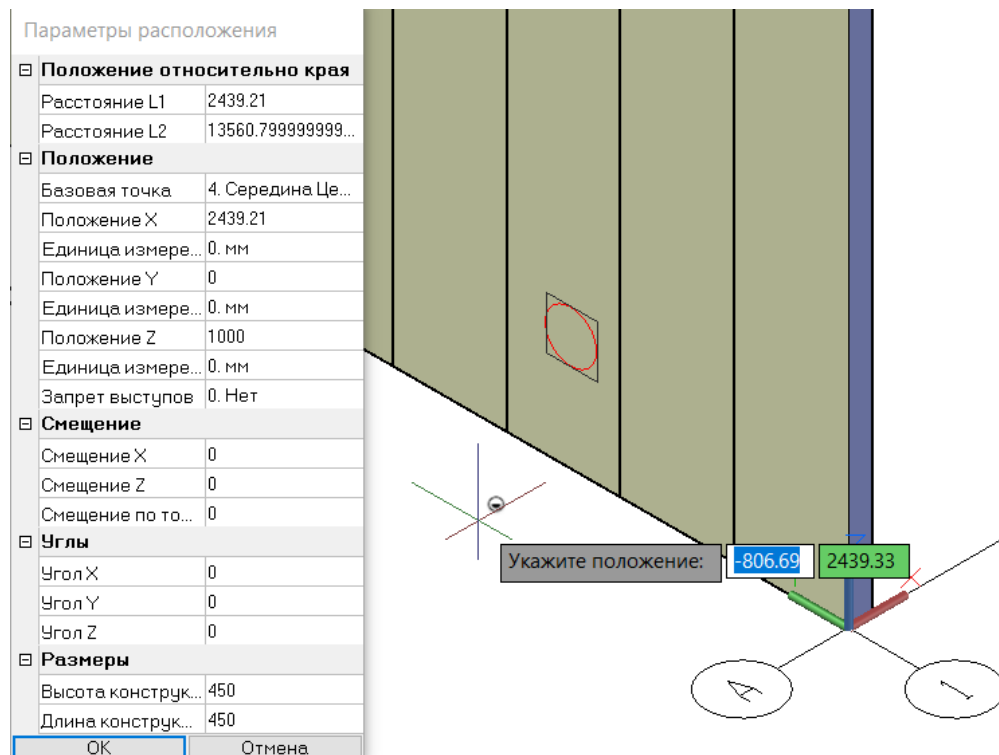 Параметры расположения
Положение относительно края
Расстояние L1 2439.21
Расстояние L2 13560.799999999...
Положение
Базовая точка 4. Середина Це...
Положение X 2439.21
Единица измере... 0. мм
Положение Y 0
Единица измере... 0. мм
Положение Z 1000
Единица измере... 0. мм
Запрет выступов 0. Нет
Смещение
Смещение X 0
Смещение Z 0
Смещение по то... 0
Углы
Угол X 0
Угол Y 0
Угол Z 0
Размеры
Высота конструк... 450
Длина конструк... 450
ОК Отмена
Укажите положение: -806.69 2439.33
А 1